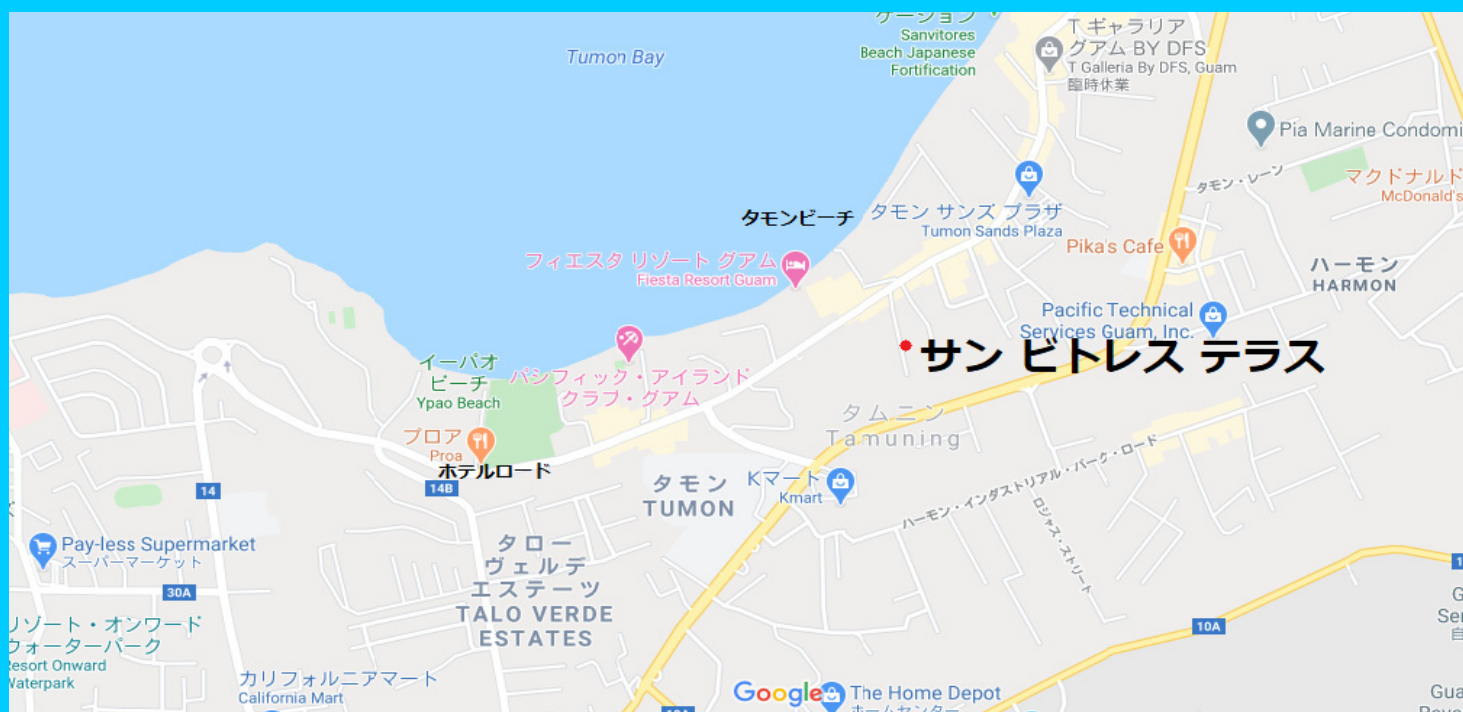 ケーション
Sanvitores
Beach Japanese
Fortification
T ギャラリア
グアム BY DFS
T Galleria By DFS, Guam
臨時休業
Tumon Bay
Pia Marine Condomi
タモン・レーン
マクドナルド
McDonald's
タモンビーチ
タモン サンズ プラザ
Tumon Sands Plaza
Pika's Cafe
フィエスタ リゾート グアム
Fiesta Resort Guam
ハーモン
HARMON
Pacific Technical
Services Guam, Inc.
サン ビトレス テラス
イーパオ
ビーチ
Ypao Beach
パシフィック・アイランド
クラブ・グアム
タムニン
Tamuning
プロア
Proa
ホテルロード
14B
14
タモン
TUMON
Kマート
Kmart
ハーモン・インダストリアル・パーク・ロード
ロジャス・ストリート
Pay-less Supermarket
スーパーマーケット
30A
タロー
ヴェルデ
エステーツ
TALO VERDE
ESTATES
10A
リゾート・オンワード
ウォーターパーク
Resort Onward
Waterpark
カリフォルニアマート
California Mart
Google
The Home Depot
ホームセンター